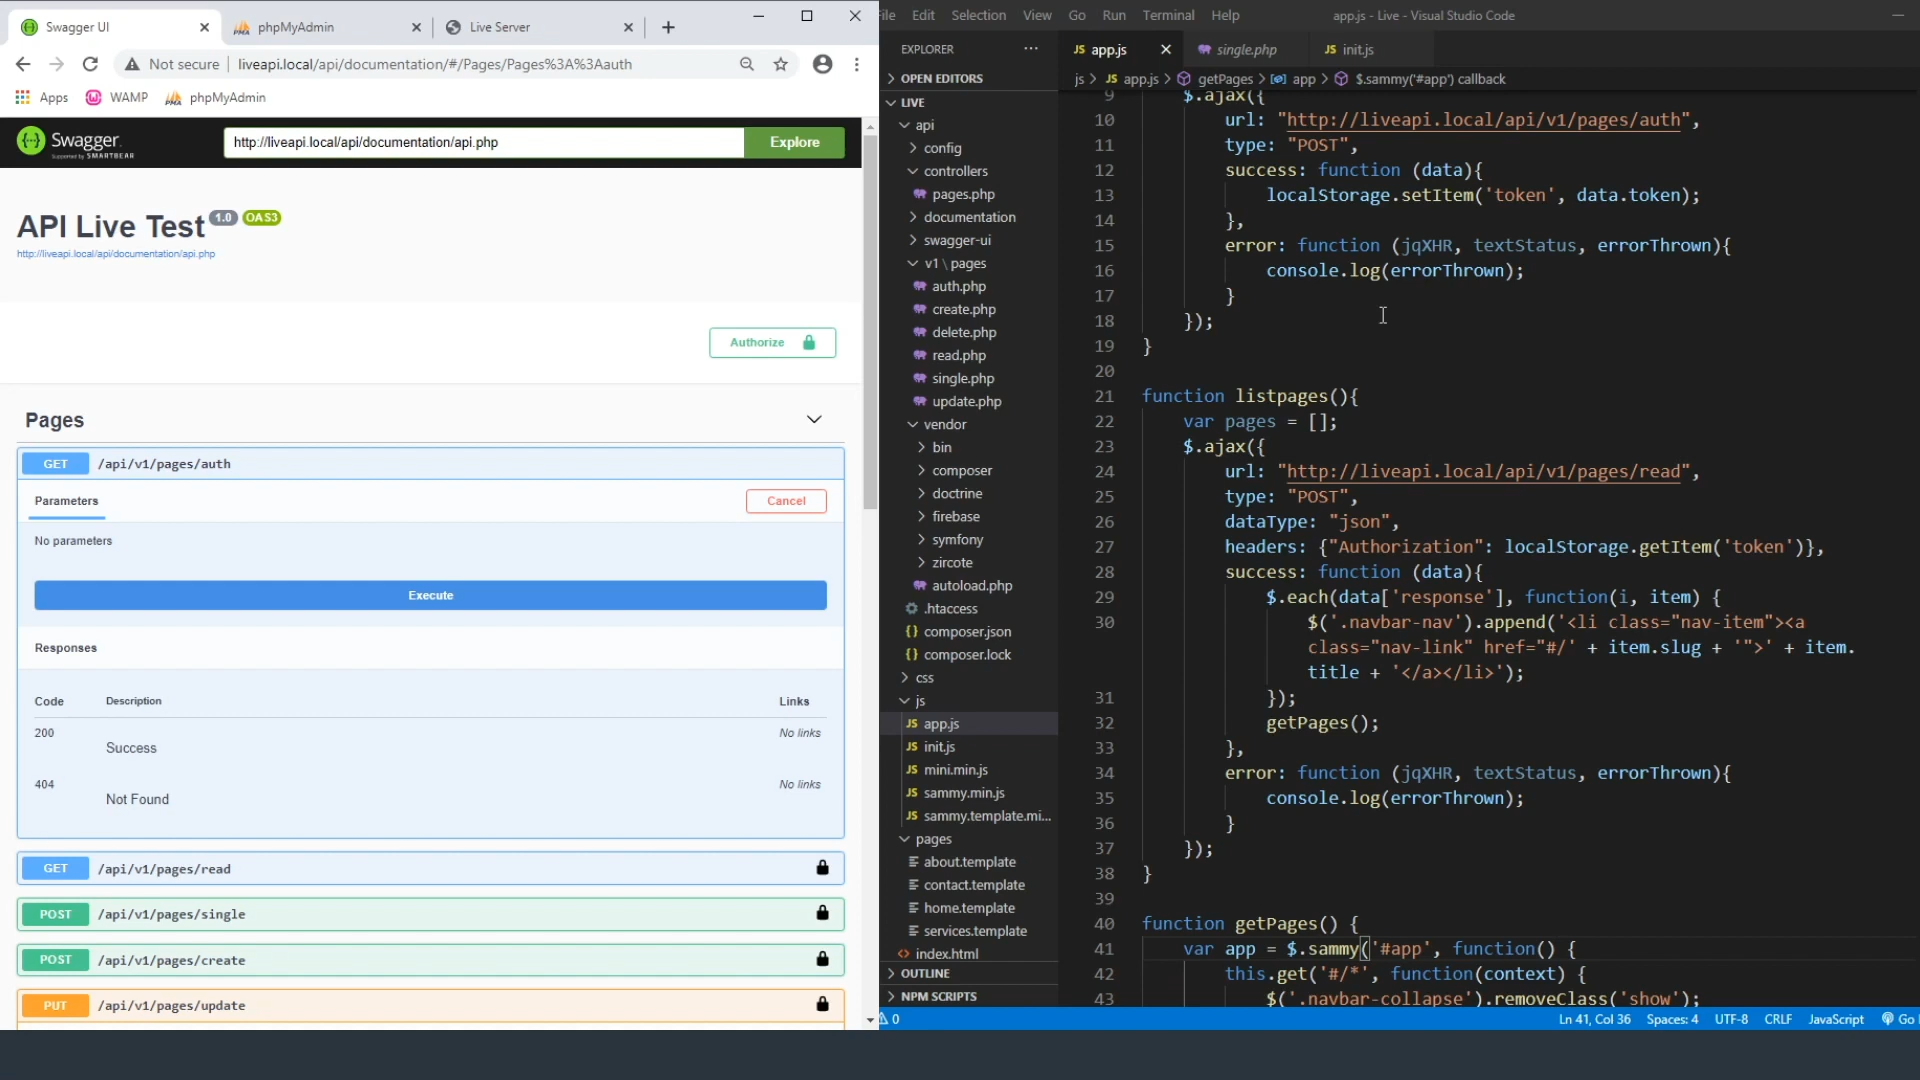 Swagger UI
phpMyAdmin
Live Server
Not secure
liveapi.local/api/documentation/#/Pages/Pages%3A%3Aauth
Apps
WAMP
phpMyAdmin
Swagger
Supported by SMARTBEAR
http://liveapi.local/api/documentation/api.php
Explore
API Live Test 1.0 OAS3
http://liveapi.local/api/documentation/api.php
Authorize
Pages
GET /api/v1/pages/auth
Parameters
Cancel
No parameters
Execute
Responses
Code Description Links
200 Success No links
404 Not Found No links
GET /api/v1/pages/read
POST /api/v1/pages/single
POST /api/v1/pages/create
PUT /api/v1/pages/update
File Edit Selection View Go Run Terminal Help
app.js - Live - Visual Studio Code
EXPLORER
OPEN EDITORS
LIVE
api
config
controllers
pages.php
documentation
swagger-ui
v1 \ pages
auth.php
create.php
delete.php
read.php
single.php
update.php
vendor
bin
composer
doctrine
firebase
symfony
zircote
autoload.php
.htaccess
{} composer.json
{} composer.lock
css
js
JS app.js
JS init.js
JS mini.min.js
JS sammy.min.js
JS sammy.template.mi...
pages
about.template
contact.template
home.template
services.template
<> index.html
OUTLINE
NPM SCRIPTS
JS app.js
single.php
JS init.js
js > JS app.js > getPages > app > $.sammy('#app') callback
9 $.ajax({
10 url: "http://liveapi.local/api/v1/pages/auth",
11 type: "POST",
12 success: function (data){
13 localStorage.setItem('token', data.token);
14 },
15 error: function (jqXHR, textStatus, errorThrown){
16 console.log(errorThrown);
17 }
18 });
19 }
20
21 function listpages(){
22 var pages = [];
23 $.ajax({
24 url: "http://liveapi.local/api/v1/pages/read",
25 type: "POST",
26 dataType: "json",
27 headers: {"Authorization": localStorage.getItem('token')},
28 success: function (data){
29 $.each(data['response'], function(i, item) {
30 $('.navbar-nav').append('<li class="nav-item"><a
class="nav-link" href="#/' + item.slug + '">' + item.
title + '</a></li>');
31 });
32 getPages();
33 },
34 error: function (jqXHR, textStatus, errorThrown){
35 console.log(errorThrown);
36 }
37 });
38 }
39
40 function getPages() {
41 var app = $.sammy('#app', function() {
42 this.get('#/*', function(context) {
43 $('.navbar-collapse').removeClass('show');
0
Ln 41, Col 36 Spaces: 4 UTF-8 CRLF JavaScript Go